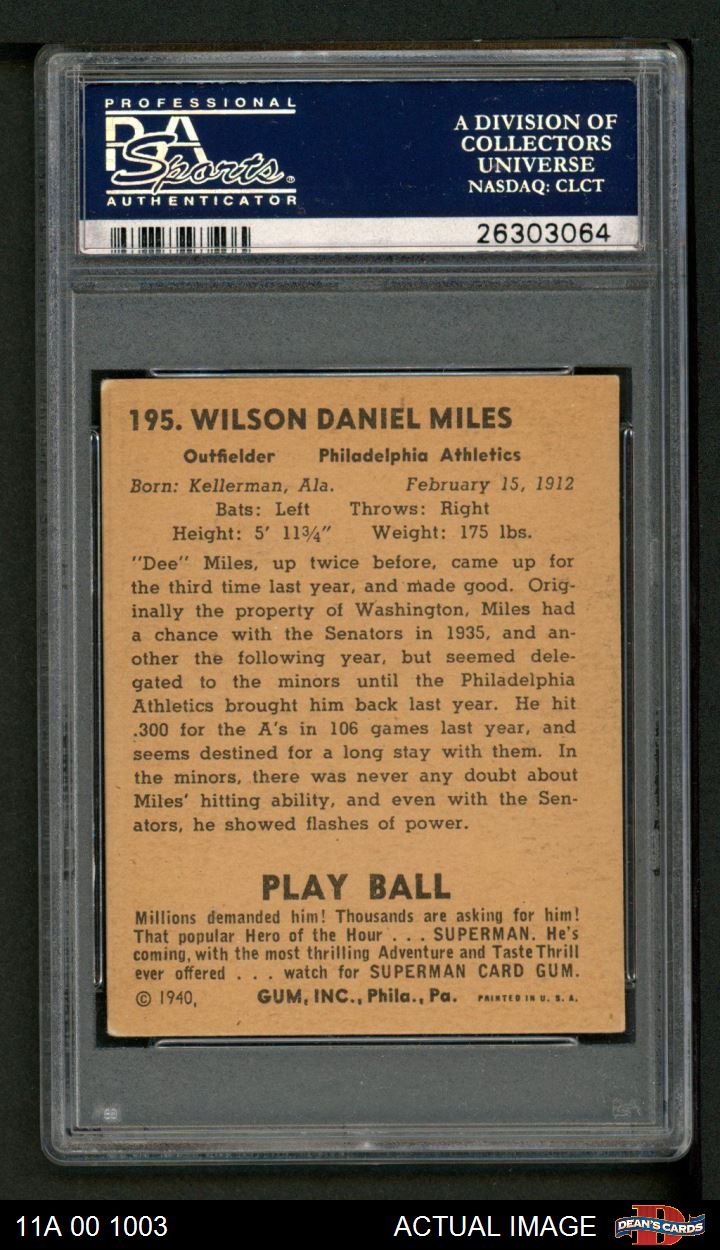 PROFESSIONAL
PSA
Sports®
AUTHENTICATOR
A DIVISION OF
COLLECTORS
UNIVERSE
NASDAQ: CLCT
26303064
195. WILSON DANIEL MILES
Outfielder Philadelphia Athletics
Born: Kellerman, Ala. February 15, 1912
Bats: Left Throws: Right
Height: 5′ 11¾″ Weight: 175 lbs.
"Dee" Miles, up twice before, came up for
the third time last year, and made good. Orig-
inally the property of Washington, Miles had
a chance with the Senators in 1935, and an-
other the following year, but seemed dele-
gated to the minors until the Philadelphia
Athletics brought him back last year. He hit
.300 for the A's in 106 games last year, and
seems destined for a long stay with them. In
the minors, there was never any doubt about
Miles' hitting ability, and even with the Sen-
ators, he showed flashes of power.
PLAY BALL
Millions demanded him! Thousands are asking for him!
That popular Hero of the Hour . . . SUPERMAN. He's
coming, with the most thrilling Adventure and Taste Thrill
ever offered . . . watch for SUPERMAN CARD GUM.
© 1940, GUM, INC., Phila., Pa. PRINTED IN U. S. A.
PSA
11A 00 1003 ACTUAL IMAGE D DEAN'S CARDS